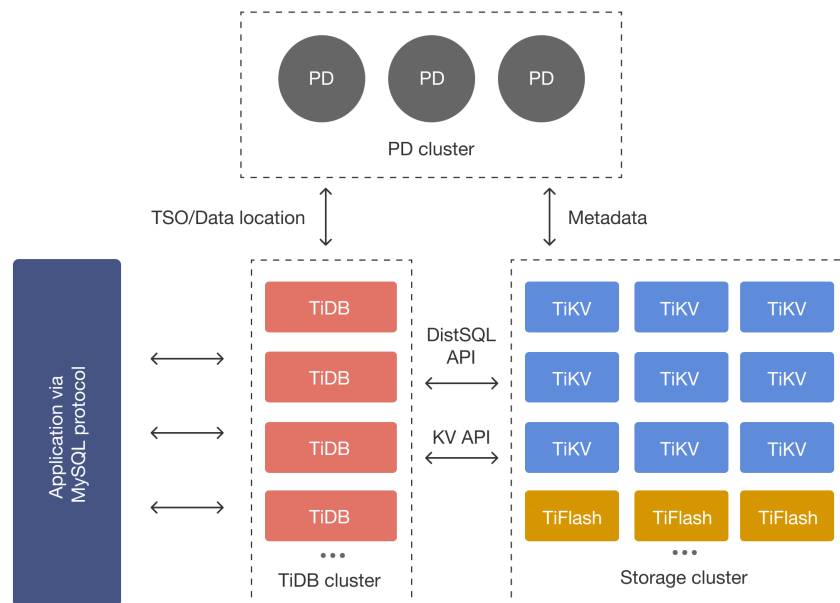 PD PD PD
PD cluster
TSO/Data location
Metadata
Application via
MySQL protocol
TiDB
TiDB
TiDB
TiDB
...
TiDB cluster
DistSQL
API
KV API
TiKV TiKV TiKV
TiKV TiKV TiKV
TiKV TiKV TiKV
TiFlash TiFlash TiFlash
...
Storage cluster